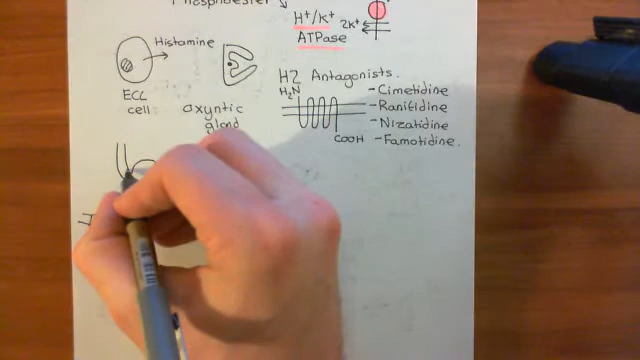 Phosphoester
H⁺/K⁺
2K⁺
ATPase
Histamine
ECL
cell
oxyntic
gland
H2 Antagonists.
H₂N
COOH
- Cimetidine
- Ranitidine
- Nizatidine
- Famotidine.